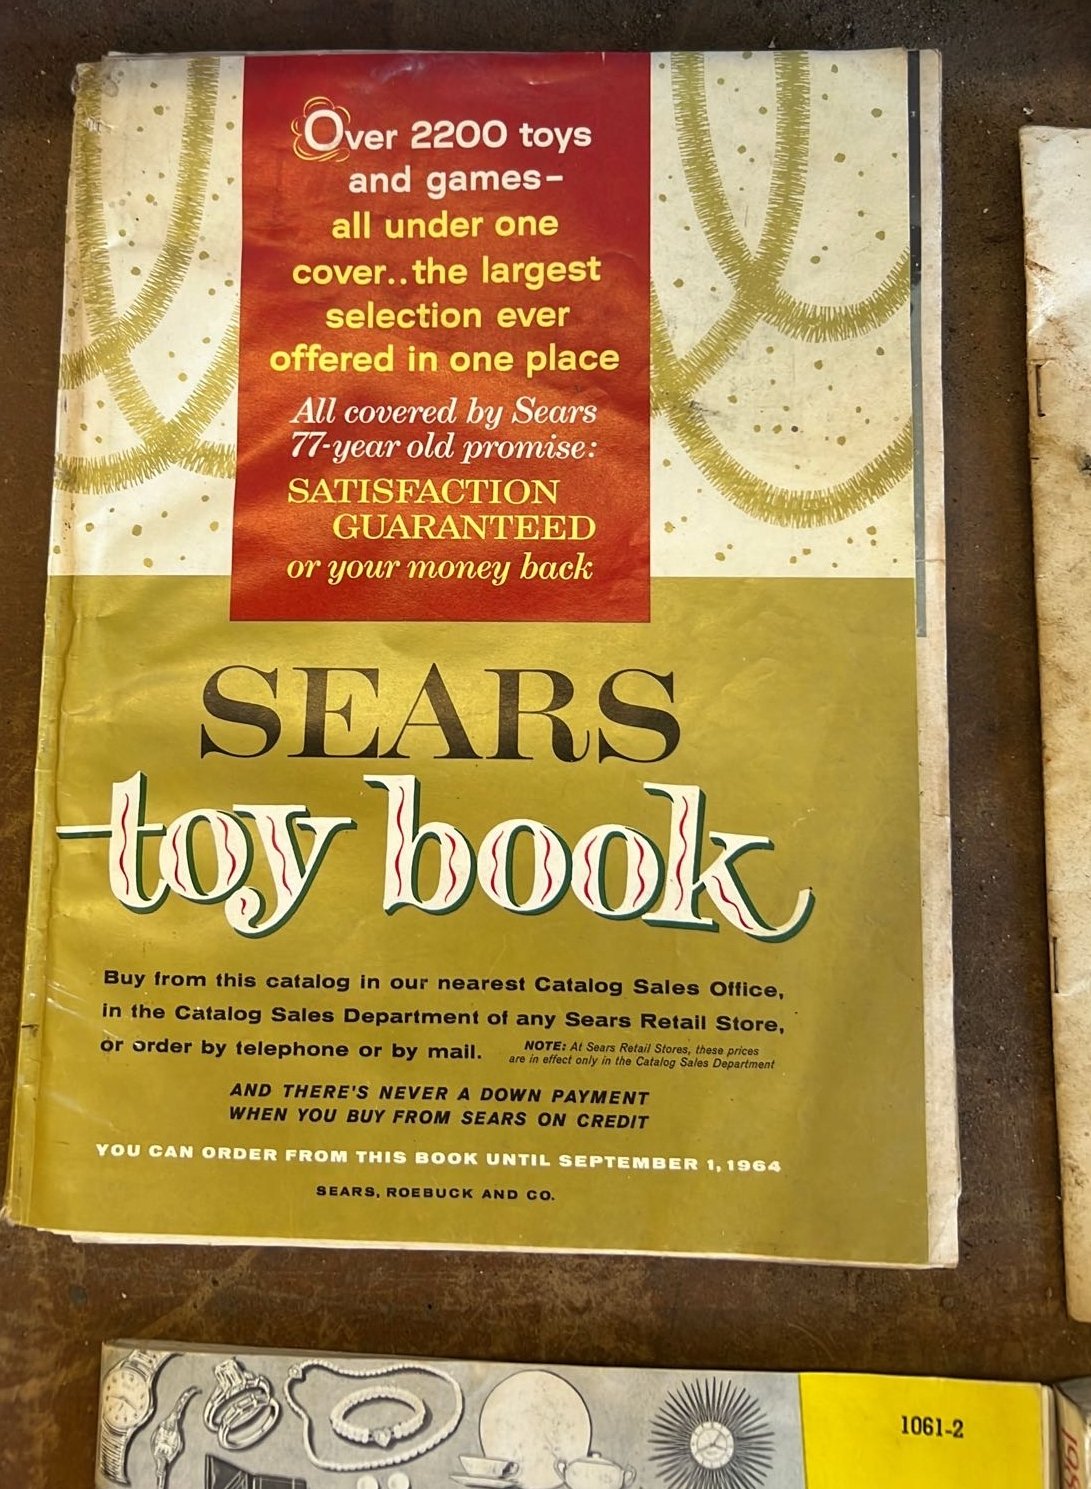 Over 2200 toys
and games-
all under one
cover..the largest
selection ever
offered in one place
All covered by Sears
77-year old promise:
SATISFACTION
GUARANTEED
or your money back
SEARS
toy book
Buy from this catalog in our nearest Catalog Sales Office,
in the Catalog Sales Department of any Sears Retail Store,
or order by telephone or by mail.
NOTE: At Sears Retail Stores, these prices
are in effect only in the Catalog Sales Department
AND THERE'S NEVER A DOWN PAYMENT
WHEN YOU BUY FROM SEARS ON CREDIT
YOU CAN ORDER FROM THIS BOOK UNTIL SEPTEMBER 1, 1964
SEARS, ROEBUCK AND CO.
1061-2